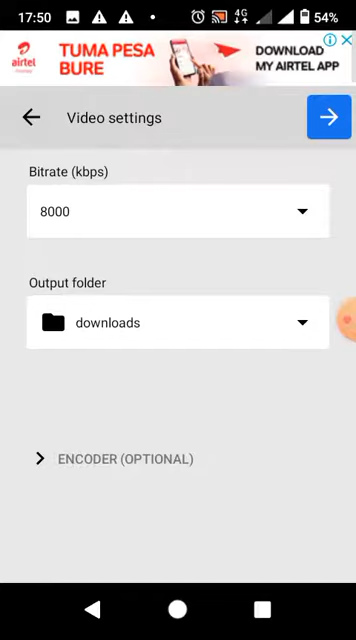 17:50
4G
54%
airtel
TUMA PESA
BURE
DOWNLOAD
MY AIRTEL APP
Video settings
Bitrate (kbps)
8000
Output folder
downloads
ENCODER (OPTIONAL)